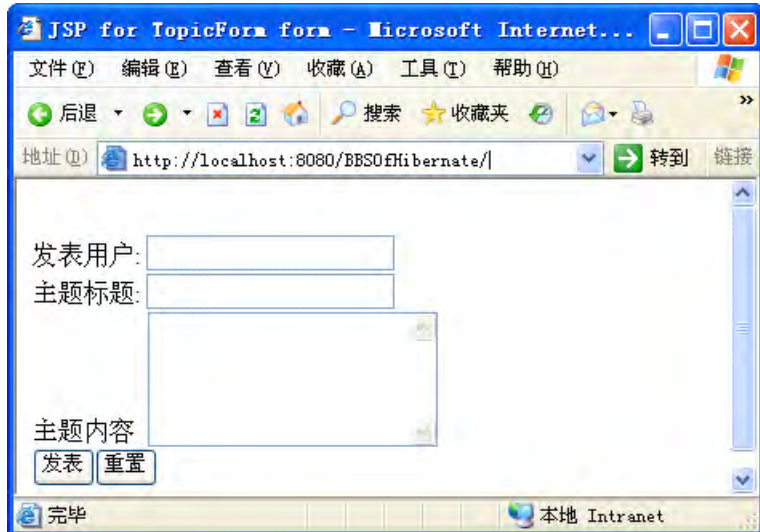 JSP for TopicForm form - Microsoft Internet...
文件(F) 编辑(E) 查看(V) 收藏(A) 工具(T) 帮助(H)
后退 搜索 收藏夹 »
地址(D) http://localhost:8080/BBSOfHibernate/ 转到 链接
发表用户:
主题标题:
主题内容
发表 重置
完毕 本地 Intranet